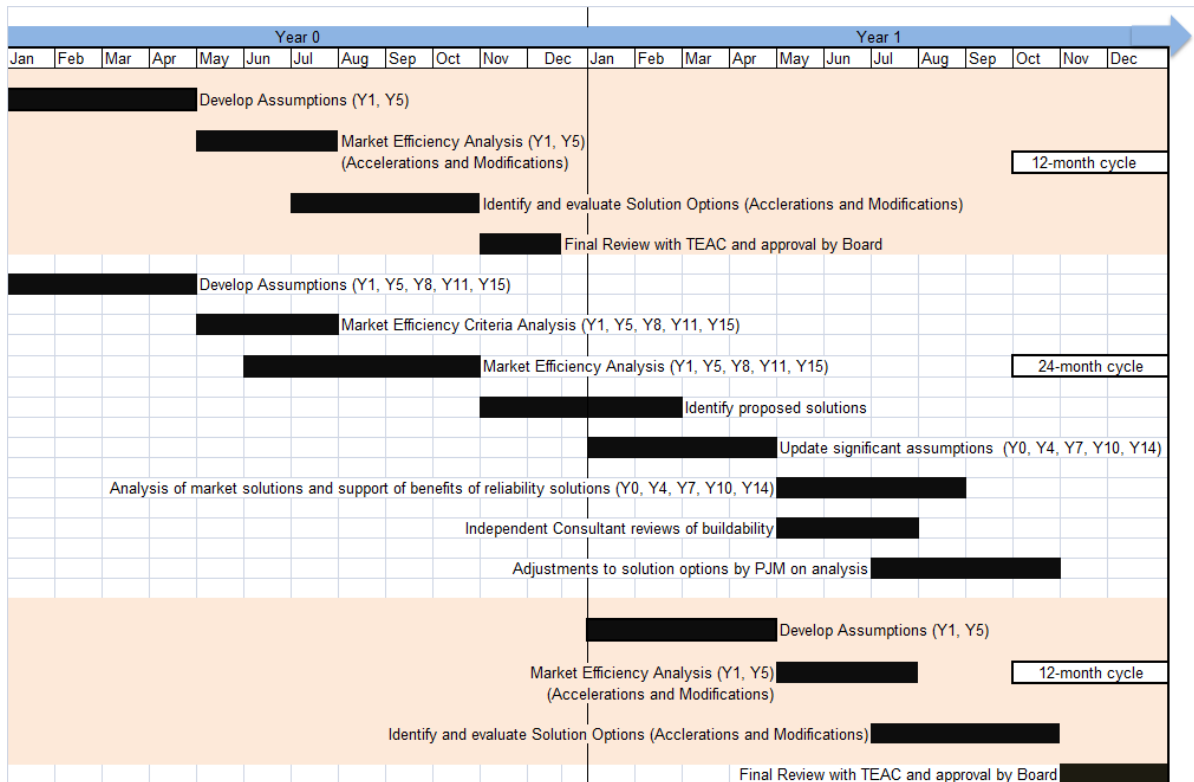 Year 0 Year 1
Jan Feb Mar Apr May Jun Jul Aug Sep Oct Nov Dec Jan Feb Mar Apr May Jun Jul Aug Sep Oct Nov Dec
Develop Assumptions (Y1, Y5)
Market Efficiency Analysis (Y1, Y5)
(Accelerations and Modifications)
12-month cycle
Identify and evaluate Solution Options (Acclerations and Modifications)
Final Review with TEAC and approval by Board
Develop Assumptions (Y1, Y5, Y8, Y11, Y15)
Market Efficiency Criteria Analysis (Y1, Y5, Y8, Y11, Y15)
Market Efficiency Analysis (Y1, Y5, Y8, Y11, Y15)
24-month cycle
Identify proposed solutions
Update significant assumptions (Y0, Y4, Y7, Y10, Y14)
Analysis of market solutions and support of benefits of reliability solutions (Y0, Y4, Y7, Y10, Y14)
Independent Consultant reviews of buildability
Adjustments to solution options by PJM on analysis
Develop Assumptions (Y1, Y5)
Market Efficiency Analysis (Y1, Y5)
(Accelerations and Modifications)
12-month cycle
Identify and evaluate Solution Options (Acclerations and Modifications)
Final Review with TEAC and approval by Board